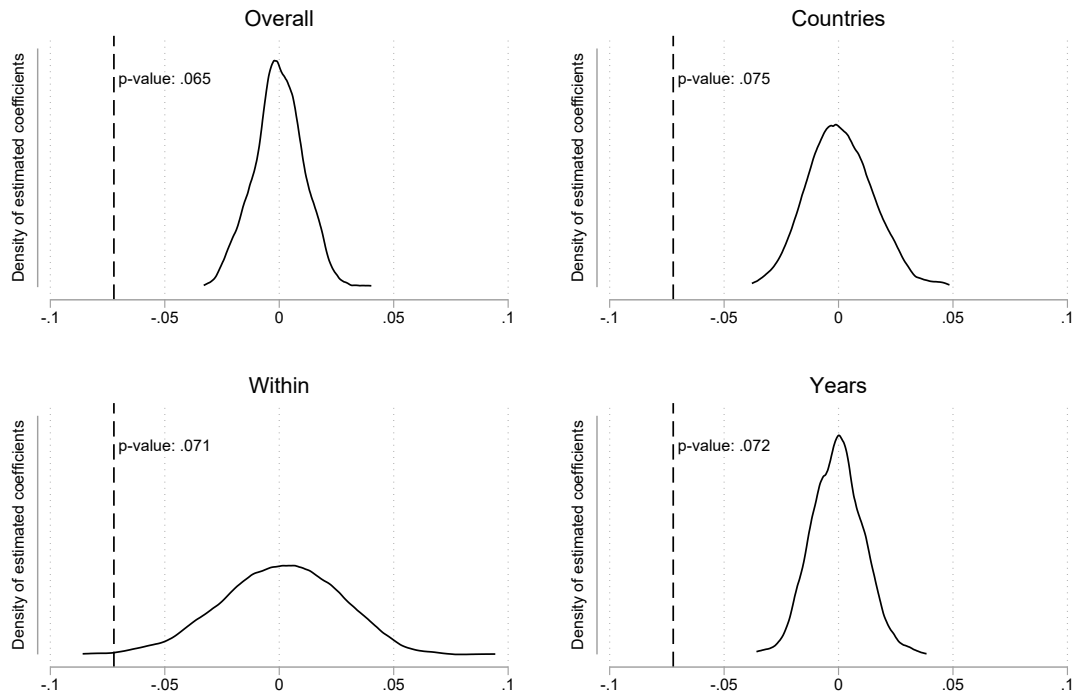 Overall
Density of estimated coefficients
p-value: .065
-.1 -.05 0 .05 .1
Countries
Density of estimated coefficients
p-value: .075
-.1 -.05 0 .05 .1
Within
Density of estimated coefficients
p-value: .071
-.1 -.05 0 .05 .1
Years
Density of estimated coefficients
p-value: .072
-.1 -.05 0 .05 .1